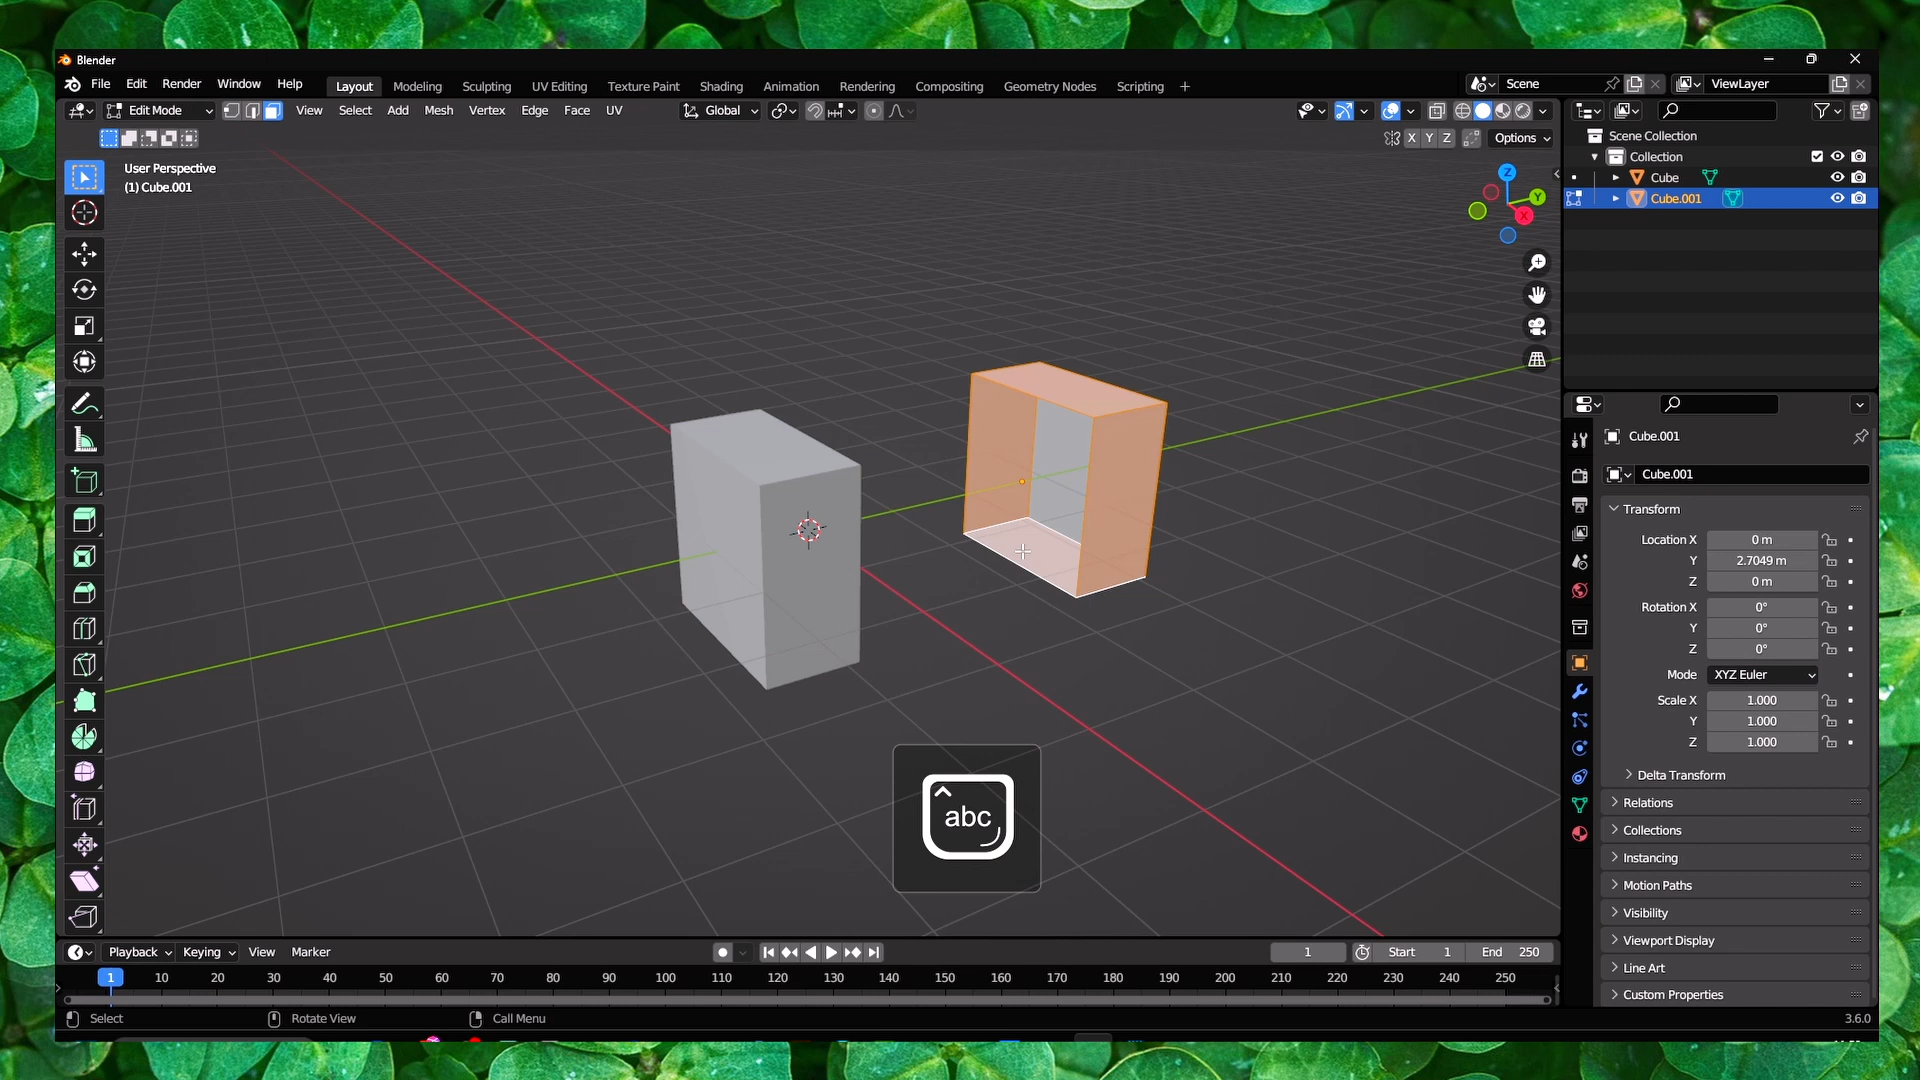 Blender
File Edit Render Window Help Layout Modeling Sculpting UV Editing Texture Paint Shading Animation Rendering Compositing Geometry Nodes Scripting + Scene ViewLayer
Edit Mode View Select Add Mesh Vertex Edge Face UV Global
X Y Z Options
User Perspective
(1) Cube.001
Z
Y
X
Scene Collection
Collection
Cube
Cube.001
Cube.001
Cube.001
Transform
Location X 0 m
Y 2.7049 m
Z 0 m
Rotation X 0°
Y 0°
Z 0°
Mode XYZ Euler
Scale X 1.000
Y 1.000
Z 1.000
Delta Transform
Relations
Collections
Instancing
Motion Paths
Visibility
Viewport Display
Line Art
Custom Properties
abc
Playback Keying View Marker 1 Start 1 End 250
1 10 20 30 40 50 60 70 80 90 100 110 120 130 140 150 160 170 180 190 200 210 220 230 240 250
Select Rotate View Call Menu 3.6.0